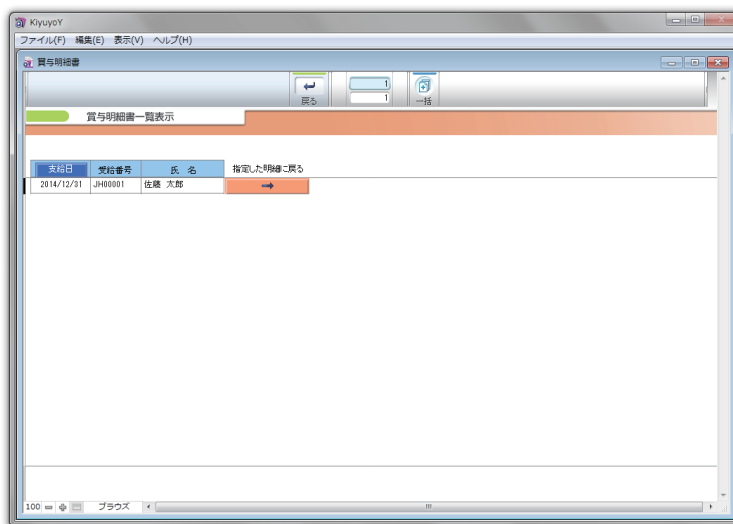 KiyuyoY
ファイル(F) 編集(E) 表示(V) ヘルプ(H)
賞与明細書
1
戻る 1 一括
賞与明細書一覧表示
支給日 受給番号 氏 名 指定した明細に戻る
2014/12/31 JH00001 佐藤 太郎
100 ブラウズ